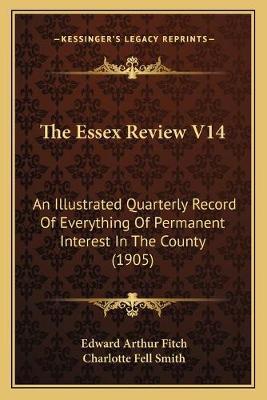 KESSINGER'S LEGACY REPRINTS
The Essex Review V14
An Illustrated Quarterly Record
Of Everything Of Permanent
Interest In The County
(1905)
Edward Arthur Fitch
Charlotte Fell Smith